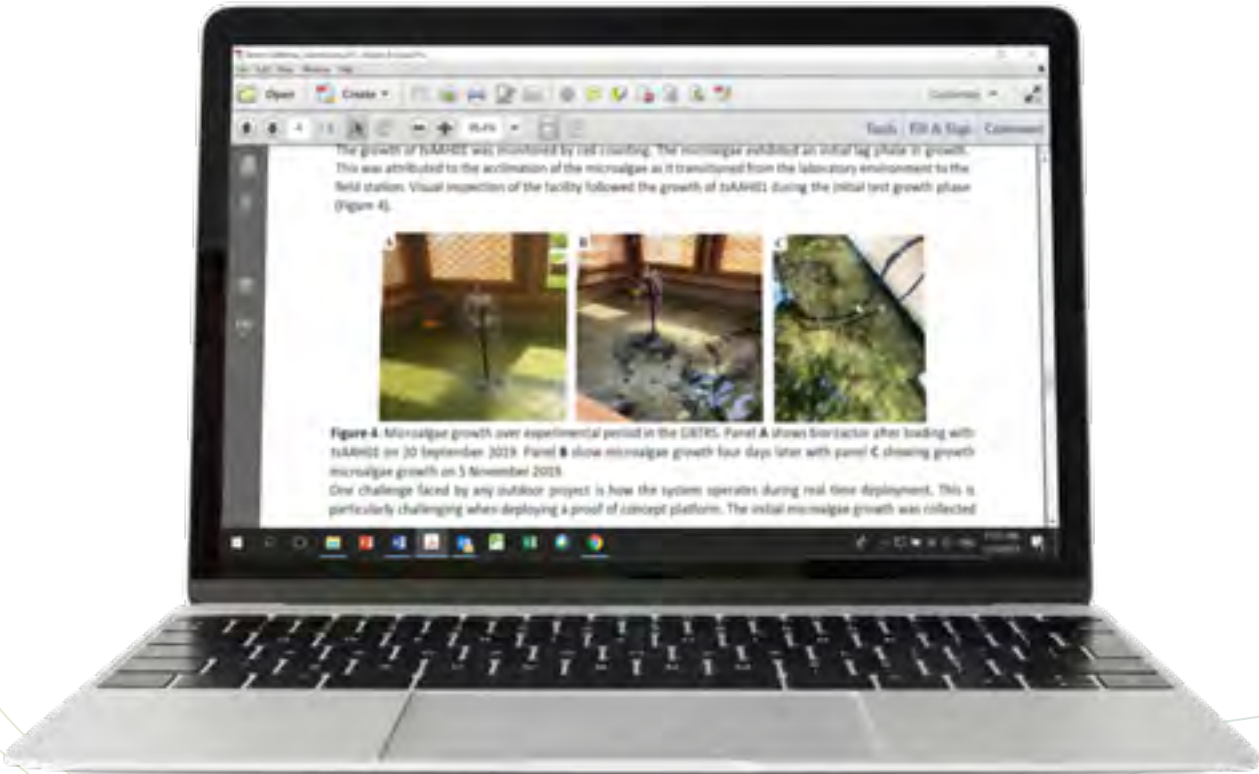 Open Create Customize
Tools Fill & Sign Comment
The growth of tsAAH01 was monitored by cell counting. The microalgae exhibited an initial lag phase in growth.
This was attributed to the acclimation of the microalgae as it transitioned from the laboratory environment to the
field station. Visual inspection of the facility followed the growth of tsAAH01 during the initial test growth phase
(Figure 4).
A B C
Figure 4. Microalgae growth over experimental period in the Panel A shows bioreactor after loading with
tsAAH01 on 20 September 2019. Panel B show microalgae growth four days later with panel C showing growth
microalgae growth on 5 November 2019.
One challenge faced by any outdoor project is how the system operates during real time deployment. This is
particularly challenging when deploying a proof of concept platform. The initial microalgae growth was collected